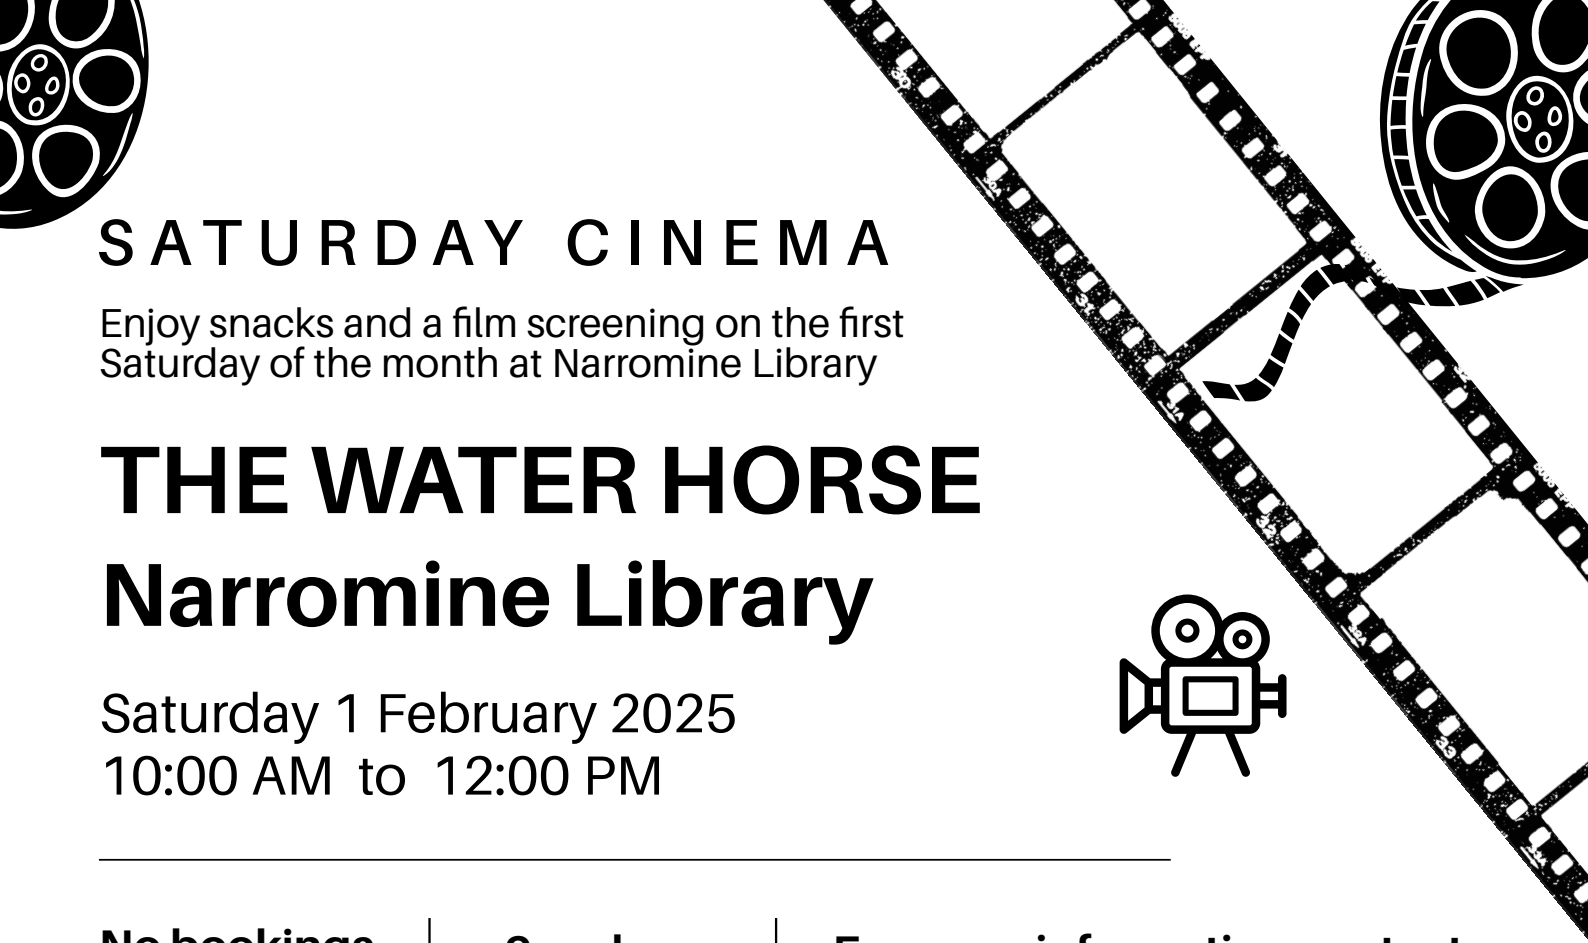 SATURDAY CINEMA
Enjoy snacks and a film screening on the first
Saturday of the month at Narromine Library
THE WATER HORSE
Narromine Library
Saturday 1 February 2025
10:00 AM to 12:00 PM
No bookings